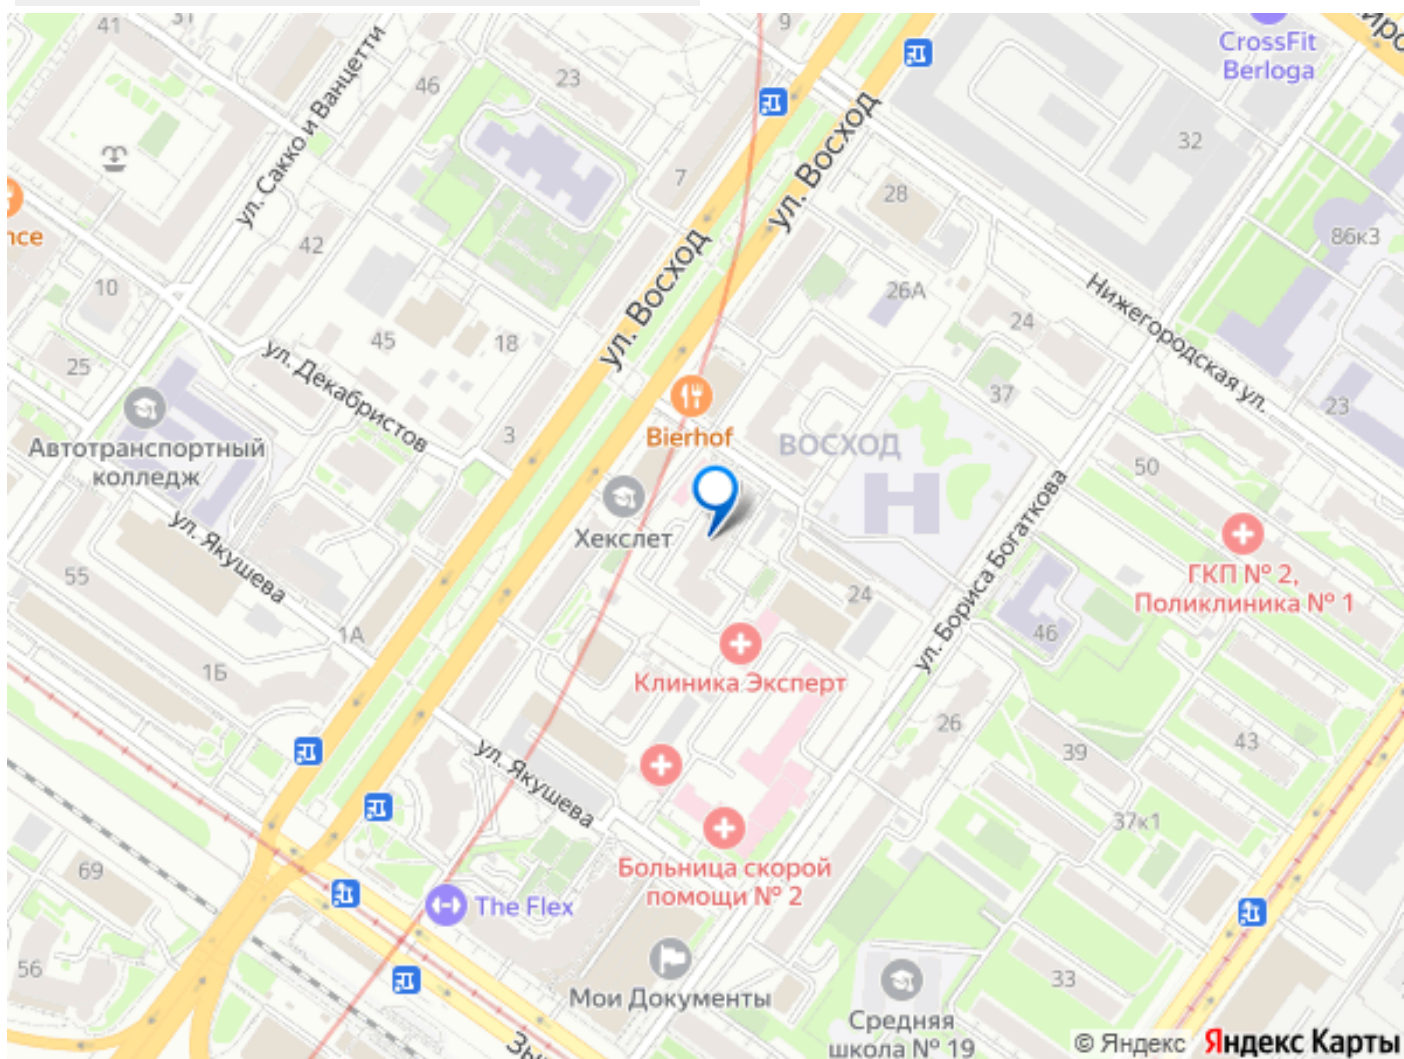 41
31
9
CrossFit
Berloga
46
23
ул. Сакко и Ванцетти
ул. Восход
32
7
28
nce
42
86к3
ул. Восход
10
26А
Нижегородская ул.
24
45
18
25
ул. Декабристов
37
23
3
Bierhof
ВОСХОД
Автотранспортный
колледж
50
ул. Якушева
Хекслет
ул. Бориса Богаткова
55
24
ГКП № 2,
Поликлиника № 1
46
1А
1Б
Клиника Эксперт
26
39
43
ул. Якушева
37к1
69
Больница скорой
помощи № 2
The Flex
56
Мои Документы
33
Средняя
школа № 19
© Яндекс Яндекс Карты